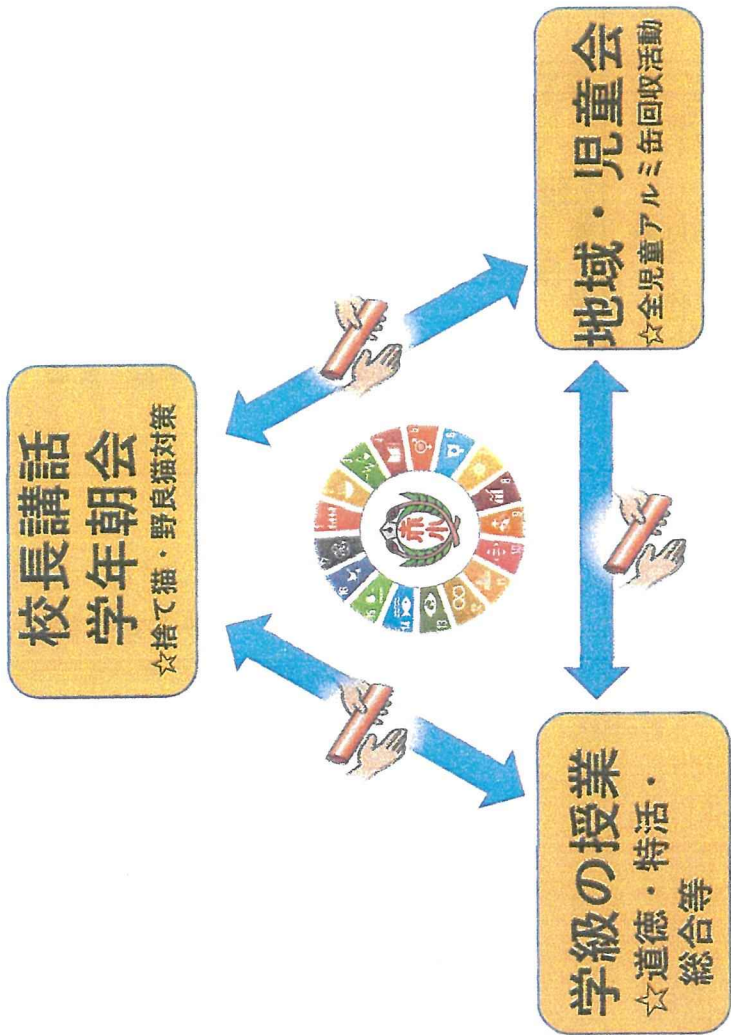 校長講話
学年朝会
☆捨て猫・野良猫対策
学級の授業
☆道徳・特活・
総合等
地域・児童会
☆全児童アルミ缶回収活動